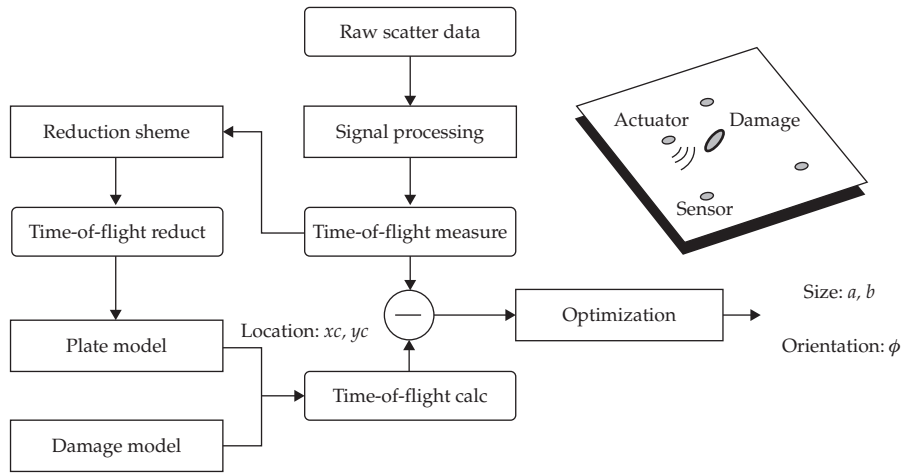 Raw scatter data
Reduction sheme
Signal processing
Actuator
Damage
Sensor
Time-of-flight reduct
Time-of-flight measure
Size: a, b
Optimization
Location: xc, yc
Plate model
Orientation: ϕ
Time-of-flight calc
Damage model